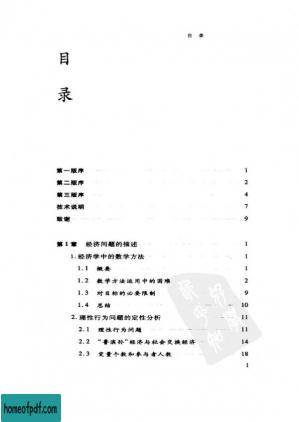 目 录
目
录
第一版序 1
第二版序 2
第三版序 4
技术说明 7
致谢 9
第1章 经济问题的描述 1
1.经济学中的数学方法 1
1.1 概要 1
1.2 数学方法运用中的困难 2
1.3 对目标的必要限制 9
1.4 总结 10
2.理性行为问题的定性分析 11
2.1 理性行为问题 11
2.2 “鲁滨孙”经济与社会交换经济 12
2.3 变量个数和参与者人数 18
1
homeofpdf.com